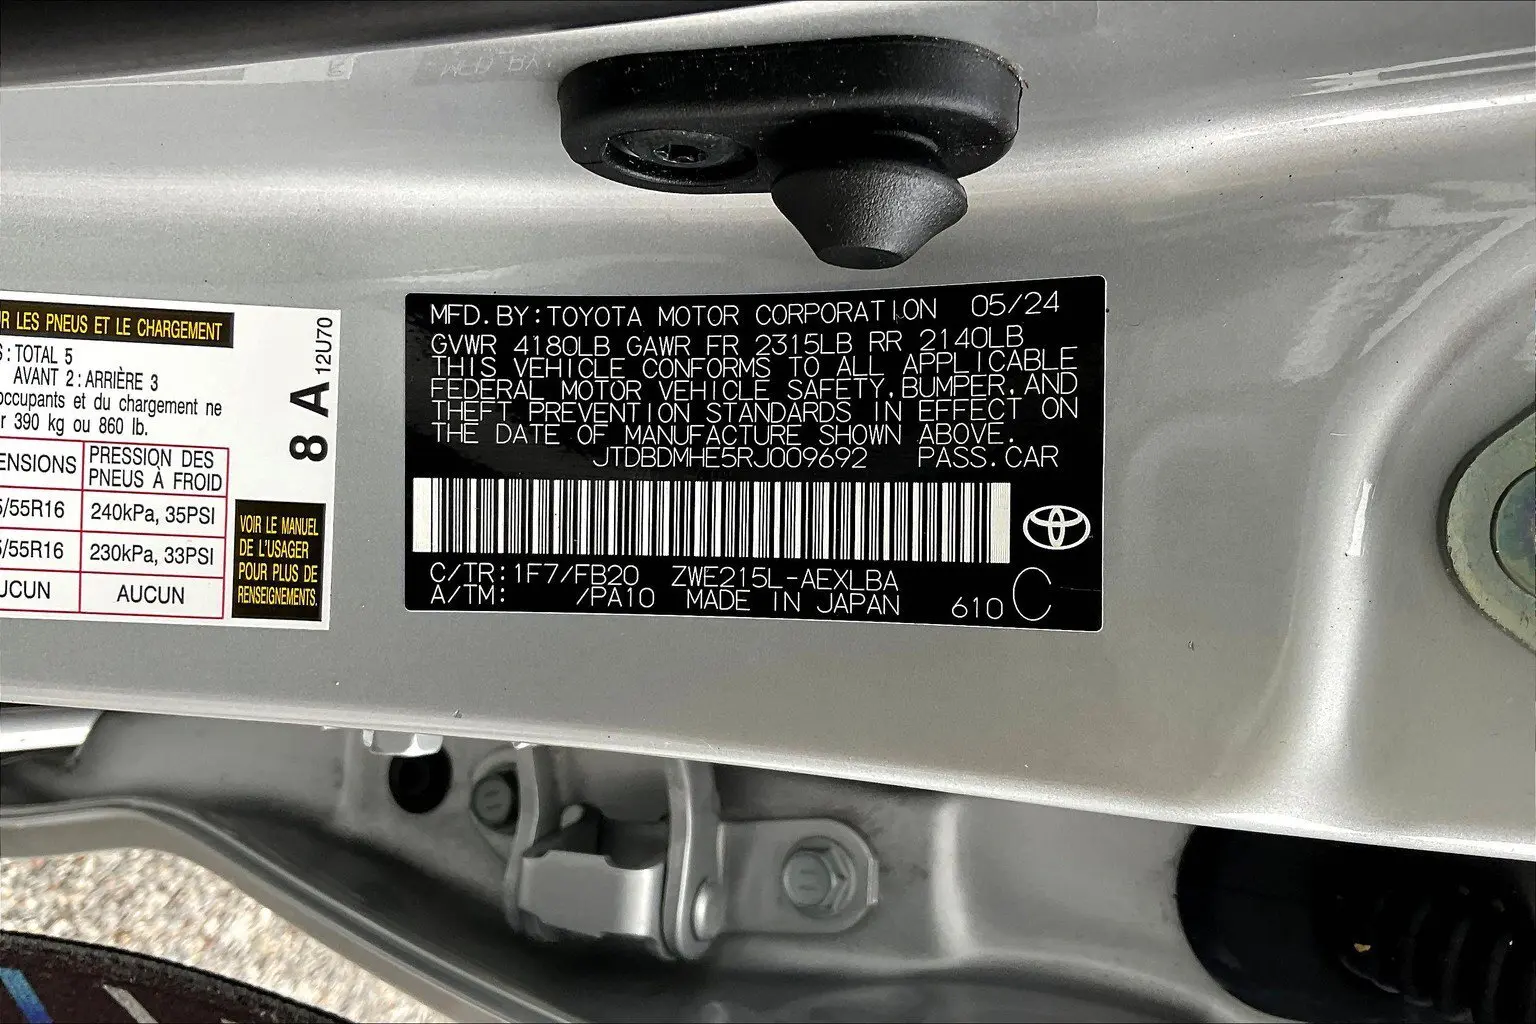 R LES PNEUS ET LE CHARGEMENT
: TOTAL 5
AVANT 2 : ARRIÈRE 3
occupants et du chargement ne
r 390 kg ou 860 lb.
ENSIONS PRESSION DES PNEUS À FROID
5/55R16 240kPa, 35PSI
5/55R16 230kPa, 33PSI
UCUN AUCUN
12U70
8 A
VOIR LE MANUEL
DE L'USAGER
POUR PLUS DE
RENSEIGNEMENTS.
MFD. BY: TOYOTA MOTOR CORPORATION 05/24
GVWR 4180LB GAWR FR 2315LB RR 2140LB
THIS VEHICLE CONFORMS TO ALL APPLICABLE
FEDERAL MOTOR VEHICLE SAFETY, BUMPER, AND
THEFT PREVENTION STANDARDS IN EFFECT ON
THE DATE OF MANUFACTURE SHOWN ABOVE.
JTDBDMHE5RJ009692 PASS. CAR
C/TR: 1F7/FB20 ZWE215L-AEXLBA
A/TM: /PA10 MADE IN JAPAN 610 C